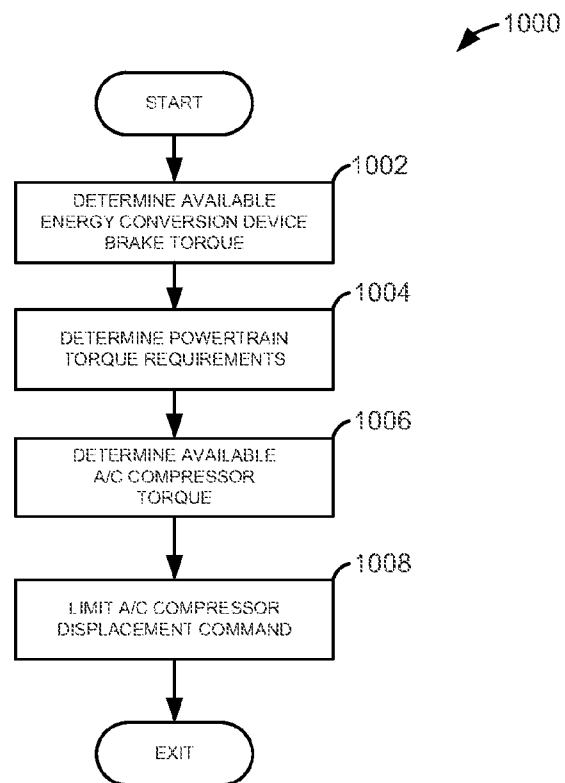 1000
START
1002
DETERMINE AVAILABLE
ENERGY CONVERSION DEVICE
BRAKE TORQUE
1004
DETERMINE POWERTRAIN
TORQUE REQUIREMENTS
1006
DETERMINE AVAILABLE
A/C COMPRESSOR
TORQUE
1008
LIMIT A/C COMPRESSOR
DISPLACEMENT COMMAND
EXIT